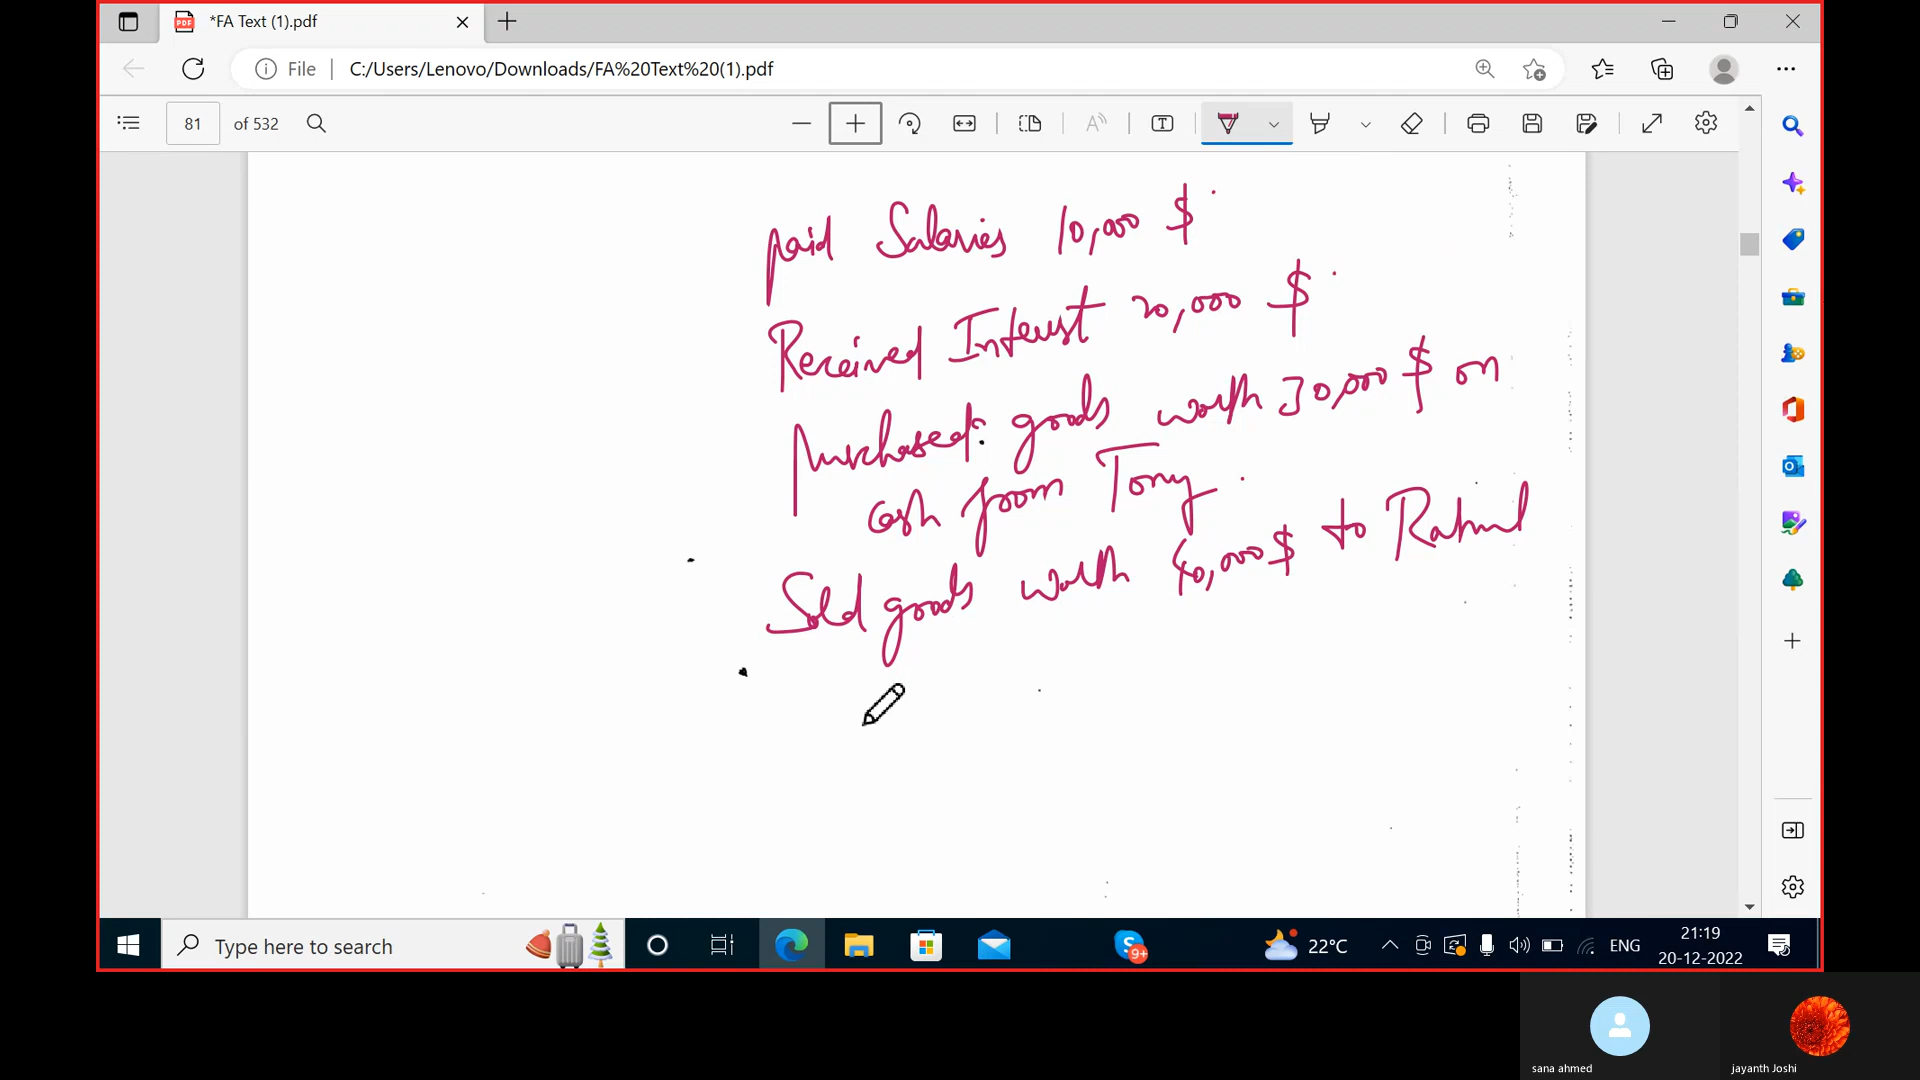 *FA Text (1).pdf
File
C:/Users/Lenovo/Downloads/FA%20Text%20(1).pdf
81
of 532
paid Salaries 10,000 $
Received Interest 20,000 $
purchased goods worth 30,000 $ on
cash from Tony.
Sold goods worth 40,000 $ to Rahul
Type here to search
9+
22°C
ENG
21:19
20-12-2022
sana ahmed
jayanth Joshi